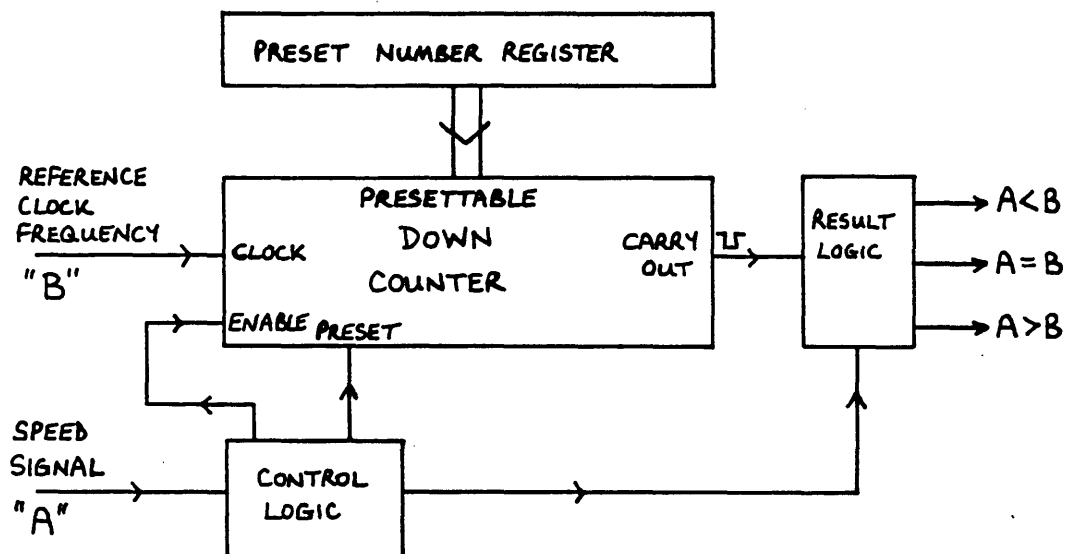 PRESET NUMBER REGISTER
REFERENCE
CLOCK
FREQUENCY
"B"
PRESETTABLE
DOWN
COUNTER
CLOCK
CARRY
OUT
ENABLE
PRESET
RESULT
LOGIC
A<B
A=B
A>B
SPEED
SIGNAL
"A"
CONTROL
LOGIC